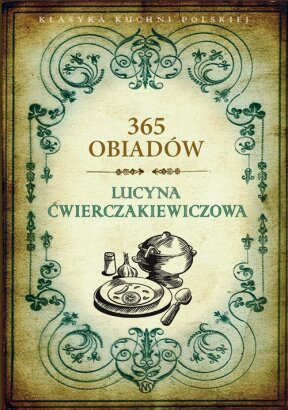 KLASYKA KUCHNI POLSKIEJ
365
OBIADÓW
LUCYNA
ĆWIERCZAKIEWICZOWA